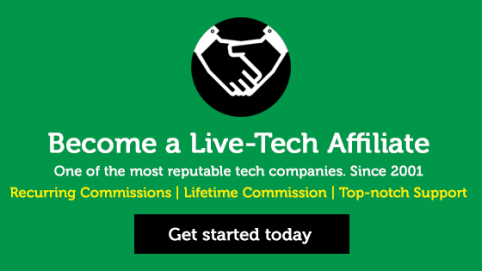 Become a Live-Tech Affiliate
One of the most reputable tech companies. Since 2001
Recurring Commissions | Lifetime Commission | Top-notch Support
Get started today